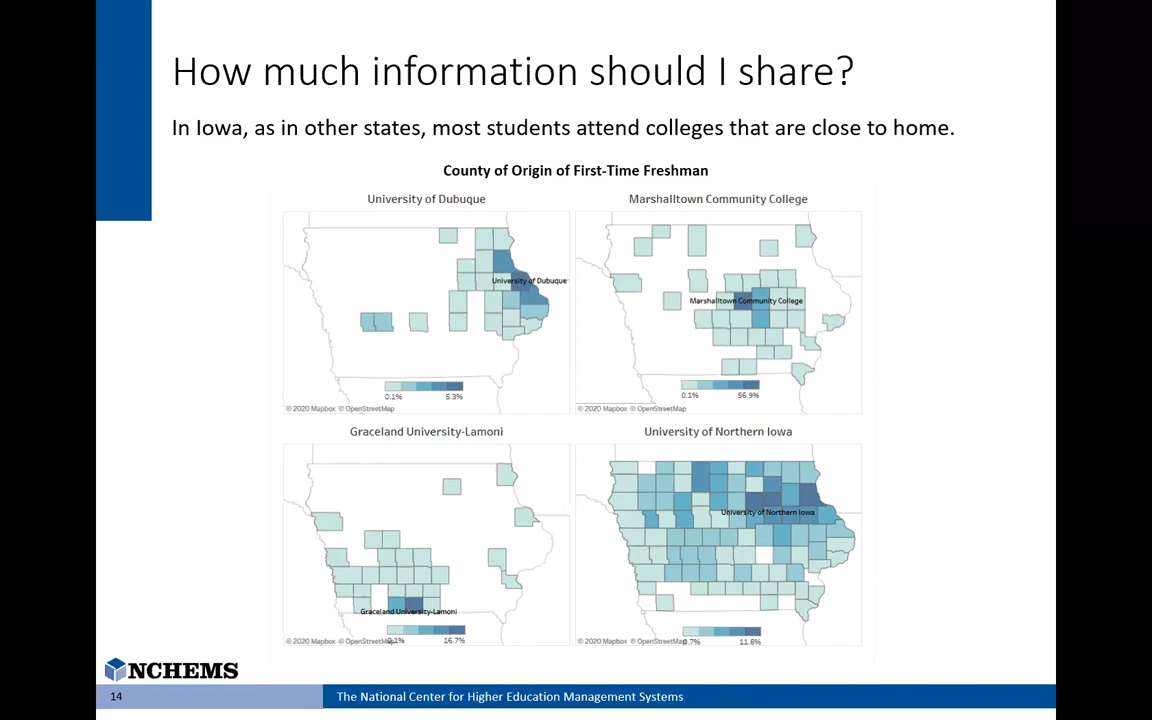 How much information should I share?
In Iowa, as in other states, most students attend colleges that are close to home.
County of Origin of First-Time Freshman
University of Dubuque
University of Dubuque
0.1%
5.3%
© 2020 Mapbox © OpenStreetMap
Marshalltown Community College
Marshalltown Community College
0.1%
56.9%
© 2020 Mapbox © OpenStreetMap
Graceland University-Lamoni
Graceland University-Lamoni
0.1%
16.7%
© 2020 Mapbox © OpenStreetMap
University of Northern Iowa
University of Northern Iowa
0.7%
11.8%
© 2020 Mapbox © OpenStreetMap
NCHEMS
14
The National Center for Higher Education Management Systems